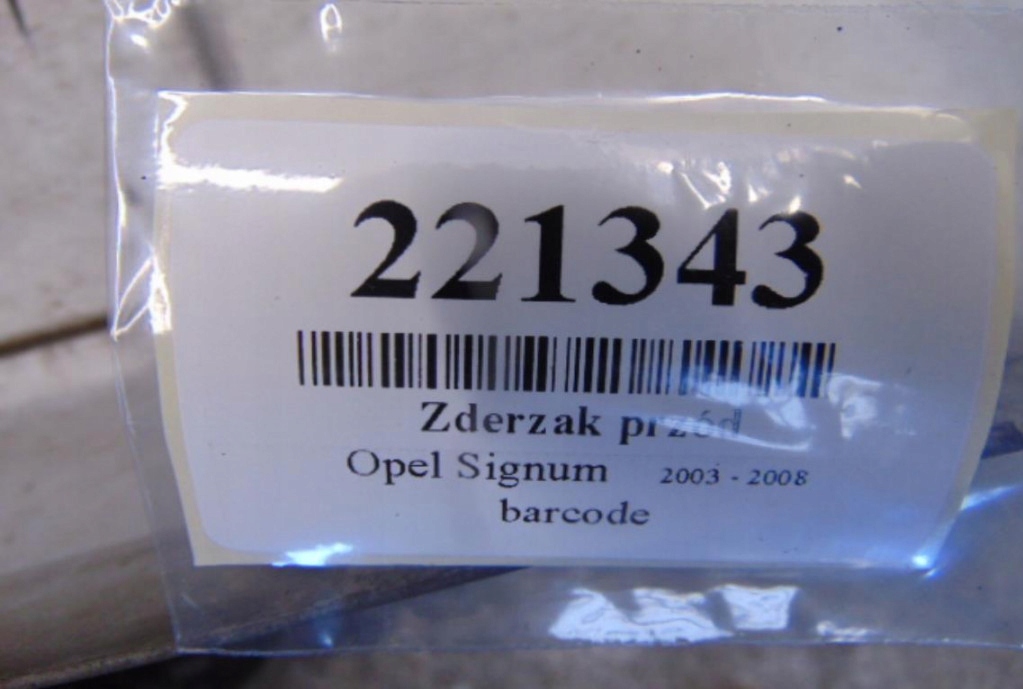 221343
Zderzak przód
Opel Signum 2003 - 2008
barcode